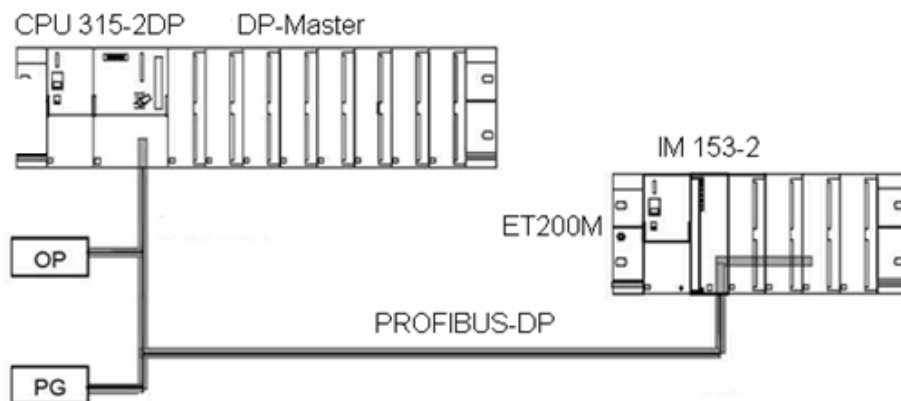 CPU 315-2DP DP-Master
IM 153-2
ET200M
OP
PROFIBUS-DP
PG